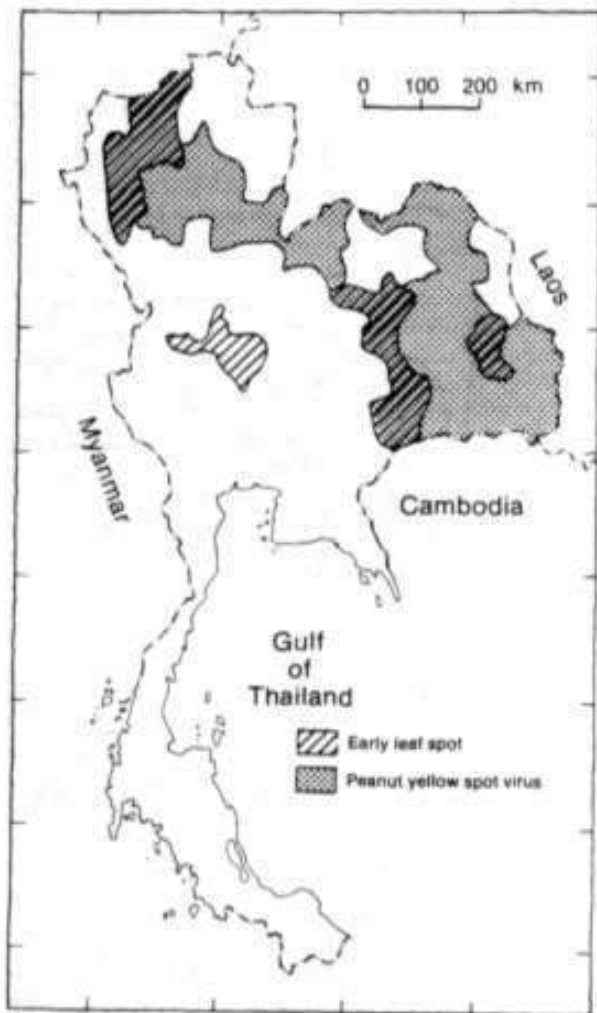 0 100 200 km
Laos
Myanmar
Cambodia
Gulf
of
Thailand
Early leaf spot
Peanut yellow spot virus